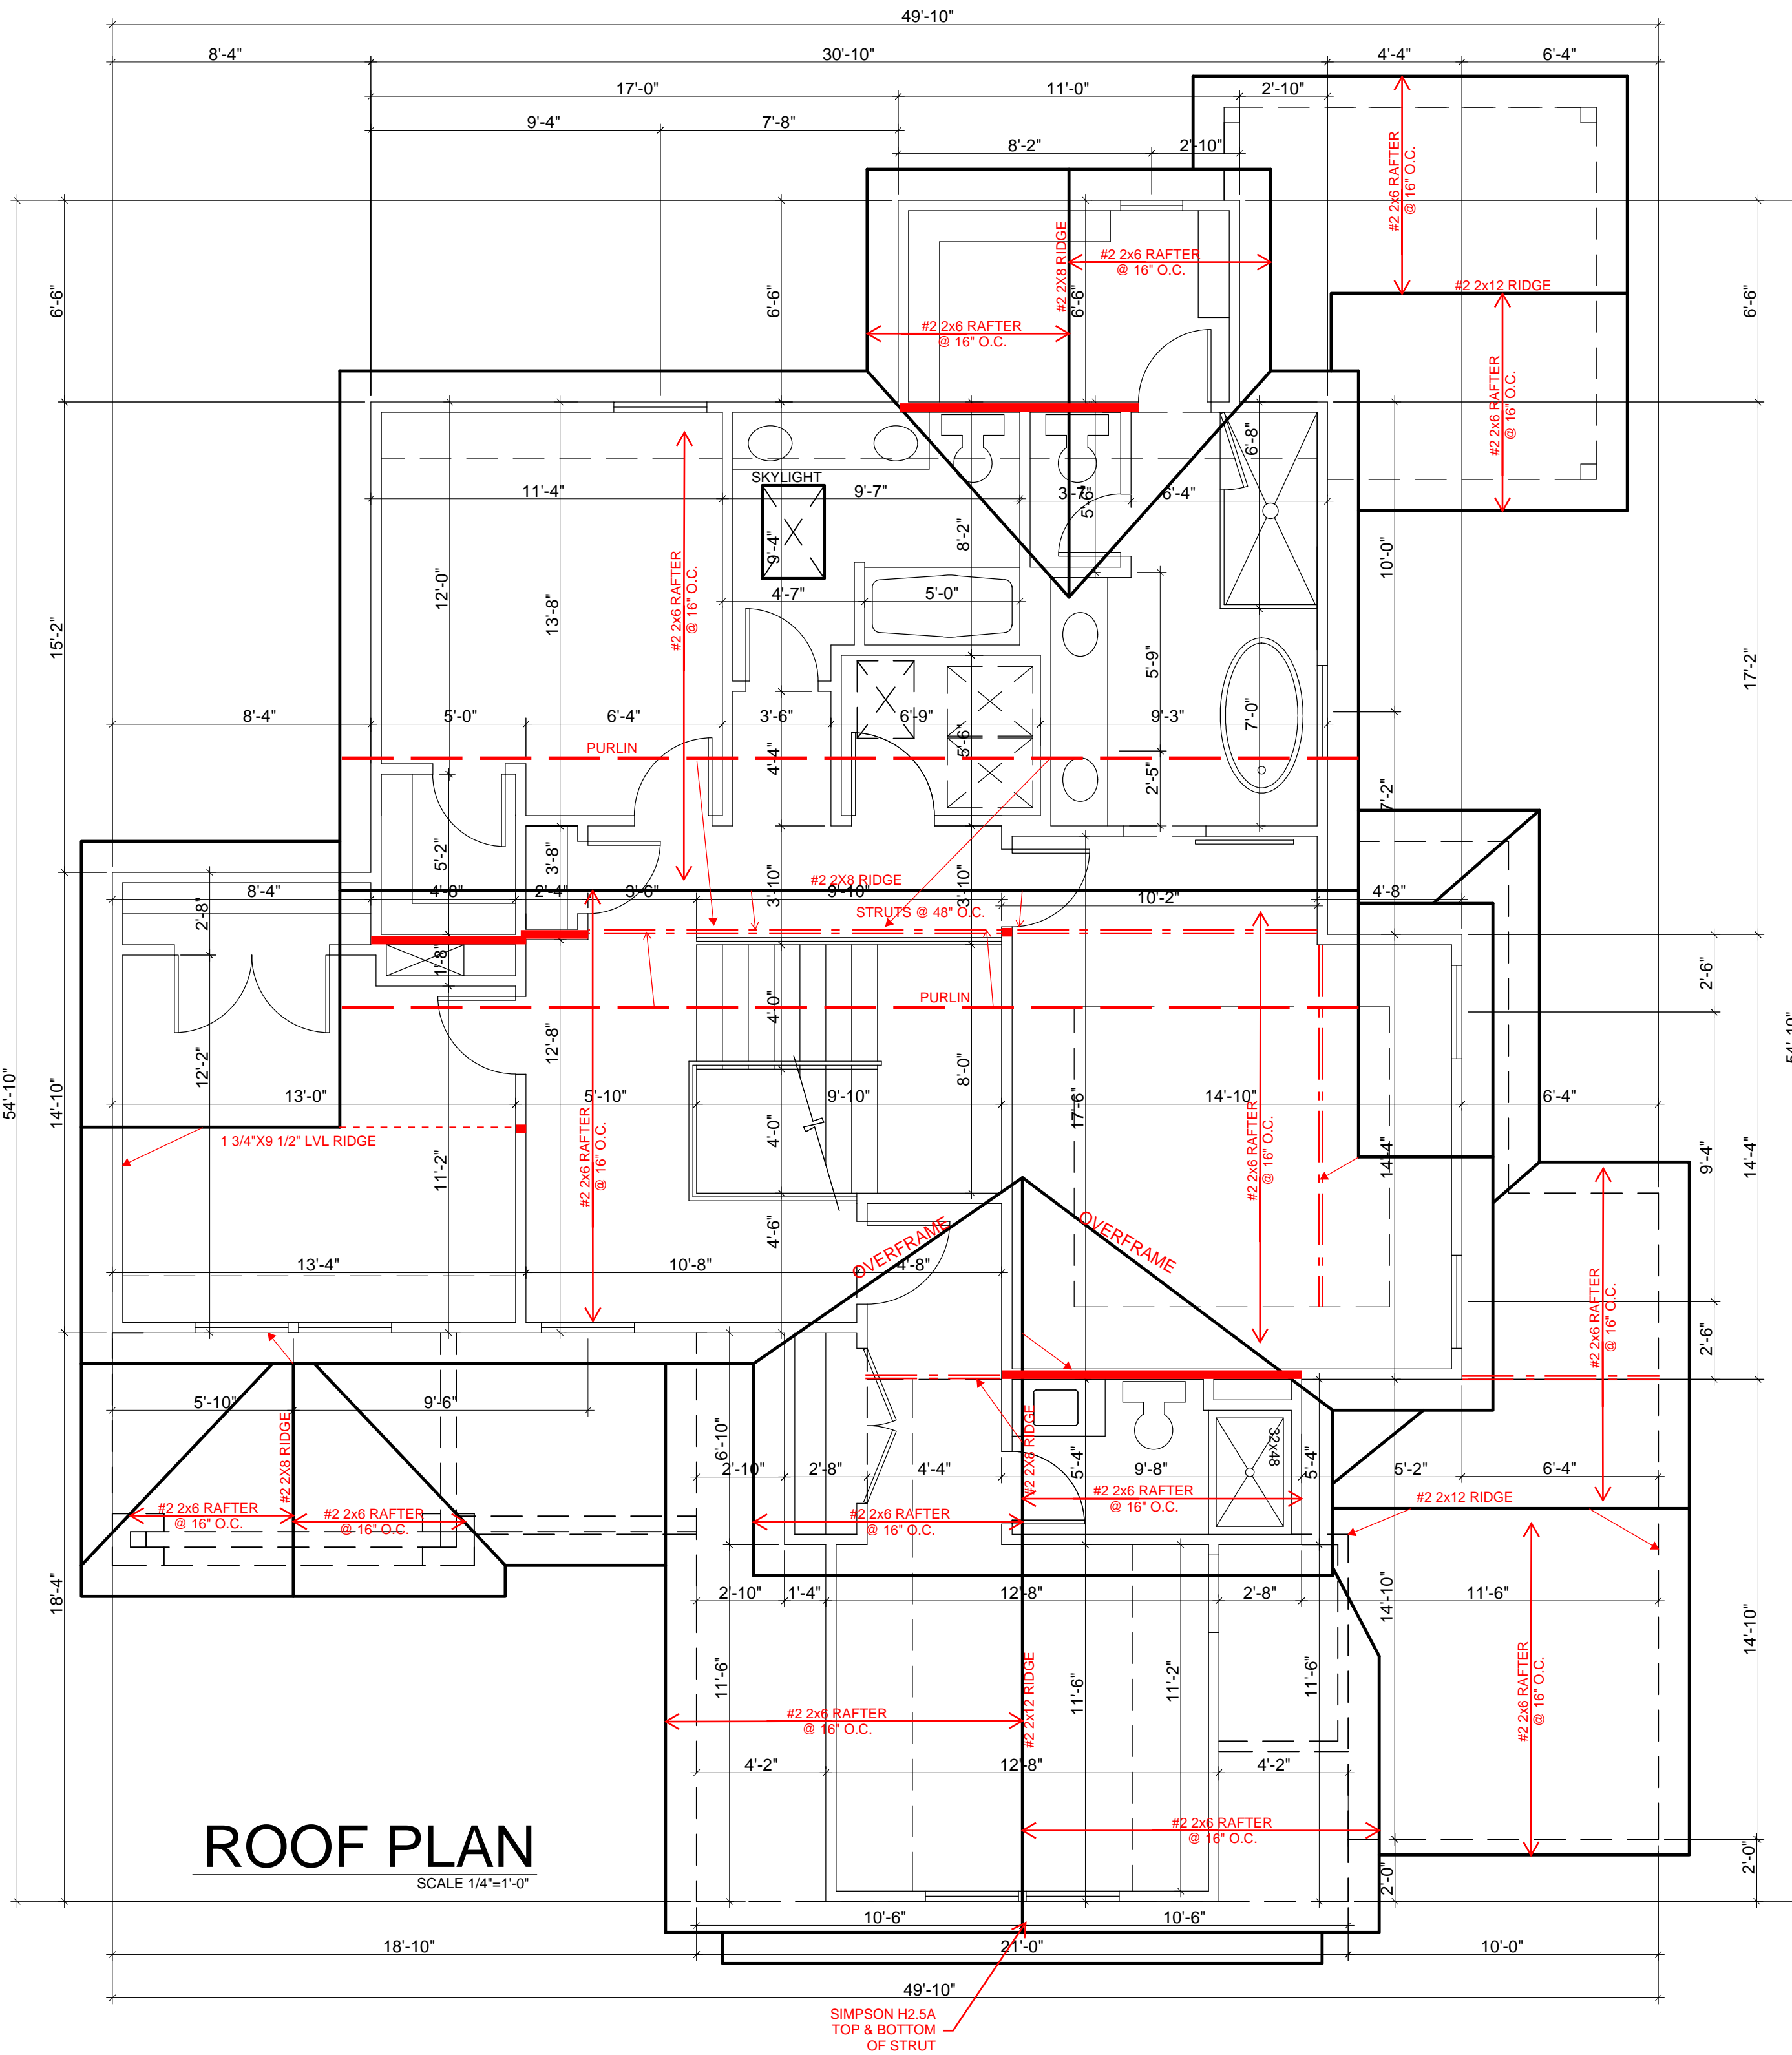 49'-10"
8'-4"
30'-10"
4'-4"
6'-4"
17'-0"
11'-0"
2'-10"
9'-4"
7'-8"
8'-2"
2'-10"
6'-6"
6'-6"
#2 2X8 RIDGE
6'-6"
#2 2x6 RAFTER
@ 16" O.C.
#2 2x6 RAFTER
@ 16" O.C.
#2 2x6 RAFTER
@ 16" O.C.
#2 2x12 RIDGE
6'-6"
#2 2x6 RAFTER
@ 16" O.C.
SKYLIGHT
11'-4"
9'-7"
3'-7"
6'-4"
6'-8"
5'-6"
8'-2"
9'-4"
10'-0"
12'-0"
13'-8"
#2 2x6 RAFTER
@ 16" O.C.
4'-7"
5'-0"
15'-2"
5'-9"
17'-2"
8'-4"
5'-0"
6'-4"
3'-6"
6'-9"
9'-3"
7'-0"
PURLIN
4'-4"
5'-6"
2'-5"
7'-2"
5'-2"
3'-8"
#2 2X8 RIDGE
8'-4"
4'-8"
2'-4"
3'-6"
3'-10"
9'-10"
3'-10"
10'-2"
4'-8"
STRUTS @ 48" O.C.
2'-8"
1'-8"
2'-6"
PURLIN
4'-0"
12'-2"
12'-8"
8'-0"
54'-10"
14'-10"
13'-0"
5'-10"
9'-10"
17'-6"
14'-10"
6'-4"
54'-10"
1 3/4"X9 1/2" LVL RIDGE
11'-2"
#2 2x6 RAFTER
@ 16" O.C.
4'-0"
#2 2x6 RAFTER
@ 16" O.C.
14'-4"
9'-4"
14'-4"
4'-6"
OVERFRAME
OVERFRAME
13'-4"
10'-8"
4'-8"
#2 2x6 RAFTER
@ 16" O.C.
2'-6"
5'-10"
9'-6"
#2 2X8 RIDGE
6'-10"
#2 2X8 RIDGE
5'-4"
32x48
5'-4"
2'-10"
2'-8"
4'-4"
9'-8"
5'-2"
6'-4"
#2 2x6 RAFTER
@ 16" O.C.
#2 2x6 RAFTER
@ 16" O.C.
#2 2x6 RAFTER
@ 16" O.C.
#2 2x6 RAFTER
@ 16" O.C.
#2 2x12 RIDGE
18'-4"
2'-10"
1'-4"
12'-8"
2'-8"
14'-10"
11'-6"
14'-10"
11'-6"
#2 2x12 RIDGE
11'-6"
11'-2"
11'-6"
#2 2x6 RAFTER
@ 16" O.C.
#2 2x6 RAFTER
@ 16" O.C.
4'-2"
12'-8"
4'-2"
#2 2x6 RAFTER
@ 16" O.C.
ROOF PLAN
SCALE 1/4"=1'-0"
2'-0"
2'-0"
10'-6"
10'-6"
18'-10"
21'-0"
10'-0"
49'-10"
SIMPSON H2.5A
TOP & BOTTOM
OF STRUT